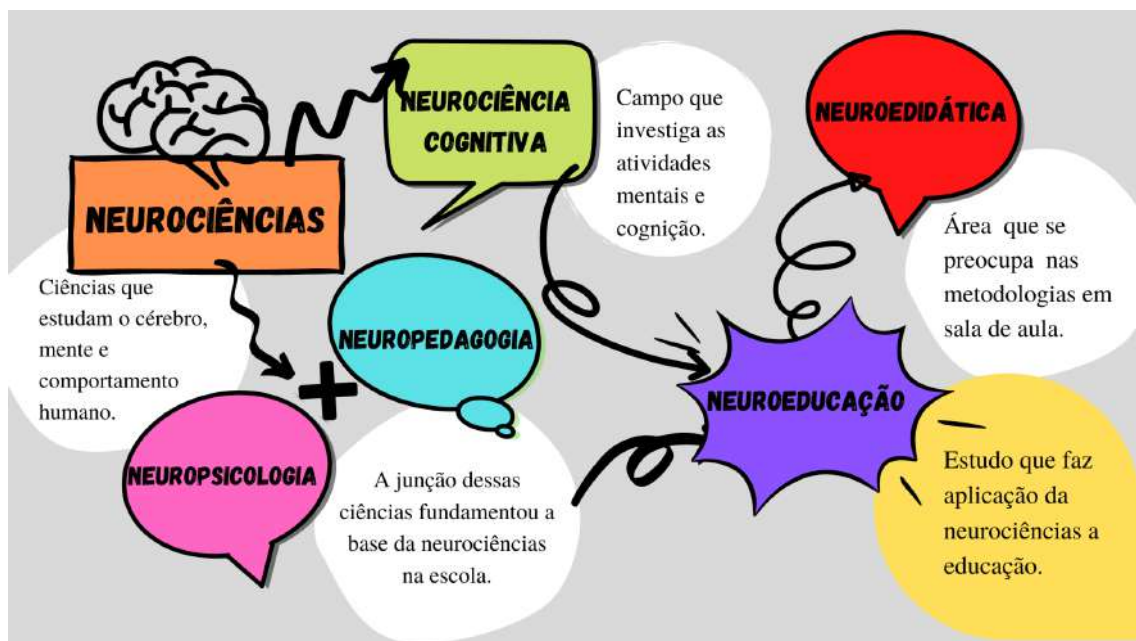 NEUROCIÊNCIAS
Ciências que
estudam o cérebro,
mente e
comportamento
humano.
NEUROCIÊNCIA
COGNITIVA
Campo que
investiga as
atividades
mentais e
cognição.
NEUROPEDAGOGIA
NEUROPSICOLOGIA
A junção dessas
ciências fundamentou a
base da neurociências
na escola.
NEUROEDIDÁTICA
Área que se
preocupa nas
metodologias em
sala de aula.
NEUROEDUCAÇÃO
Estudo que faz
aplicação da
neurociências a
educação.